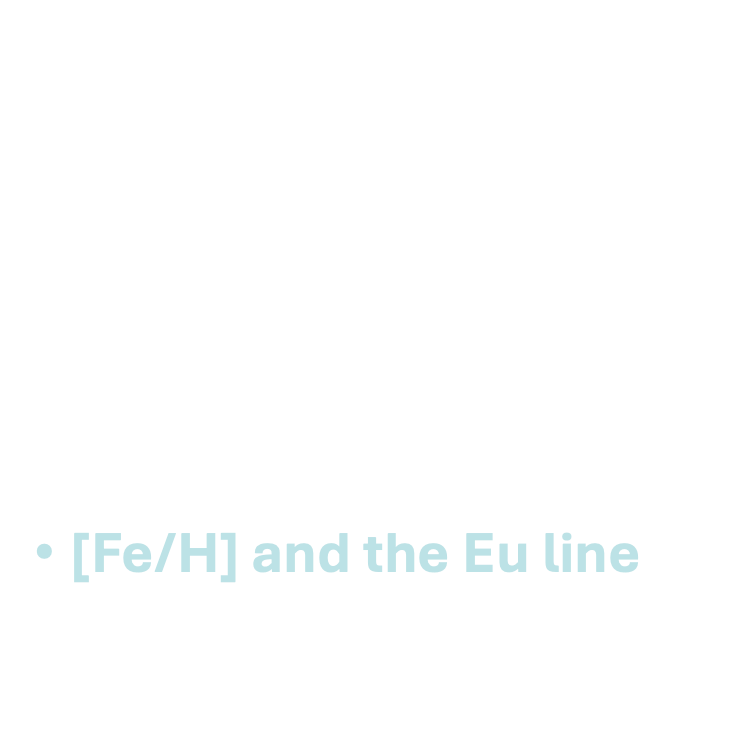 • [Fe/H] and the Eu line